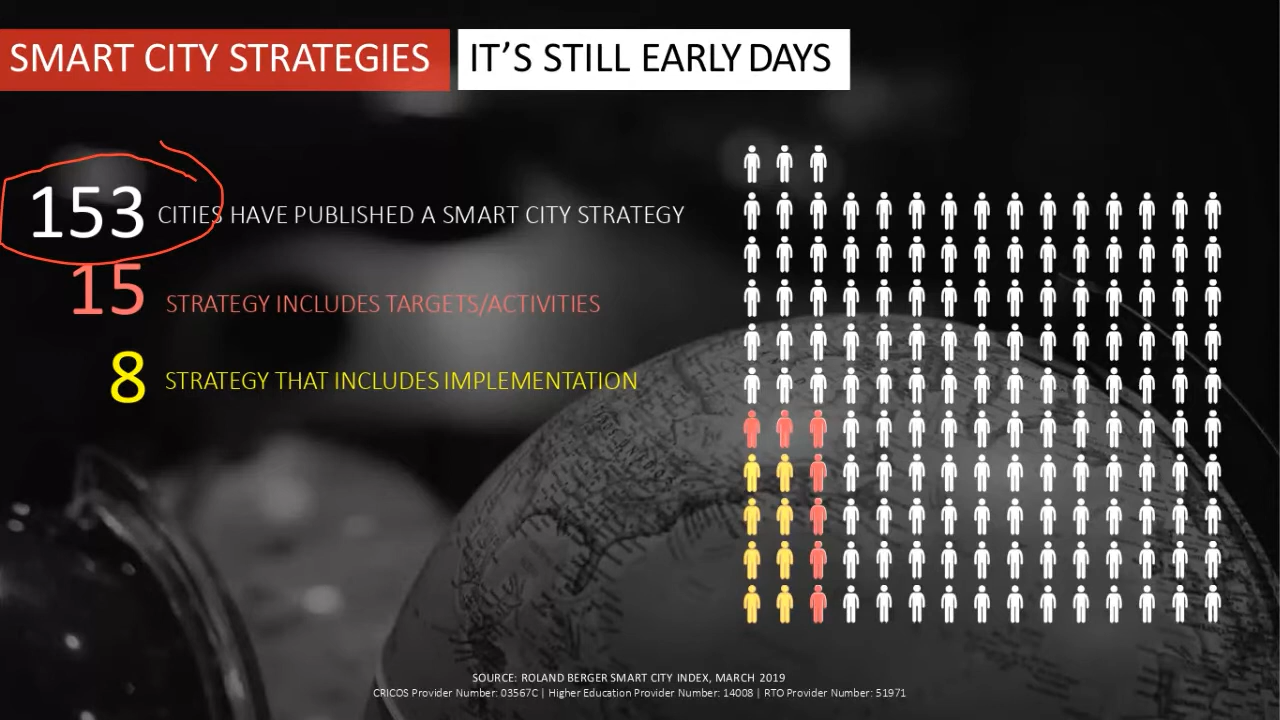 SMART CITY STRATEGIES IT'S STILL EARLY DAYS
153 CITIES HAVE PUBLISHED A SMART CITY STRATEGY
15 STRATEGY INCLUDES TARGETS/ACTIVITIES
8 STRATEGY THAT INCLUDES IMPLEMENTATION
SOURCE: ROLAND BERGER SMART CITY INDEX, MARCH 2019
CRICOS Provider Number: 03567C | Higher Education Provider Number: 14008 | RTO Provider Number: 51971